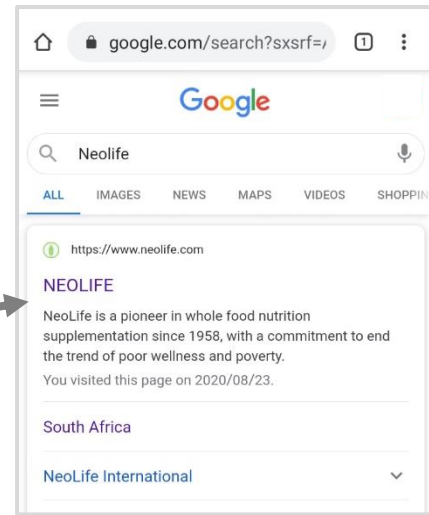 google.com/search?sxsrf=/ 1
Google
Neolife
ALL IMAGES NEWS MAPS VIDEOS SHOPPIN
https://www.neolife.com
NEOLIFE
NeoLife is a pioneer in whole food nutrition
supplementation since 1958, with a commitment to end
the trend of poor wellness and poverty.
You visited this page on 2020/08/23.
South Africa
NeoLife International